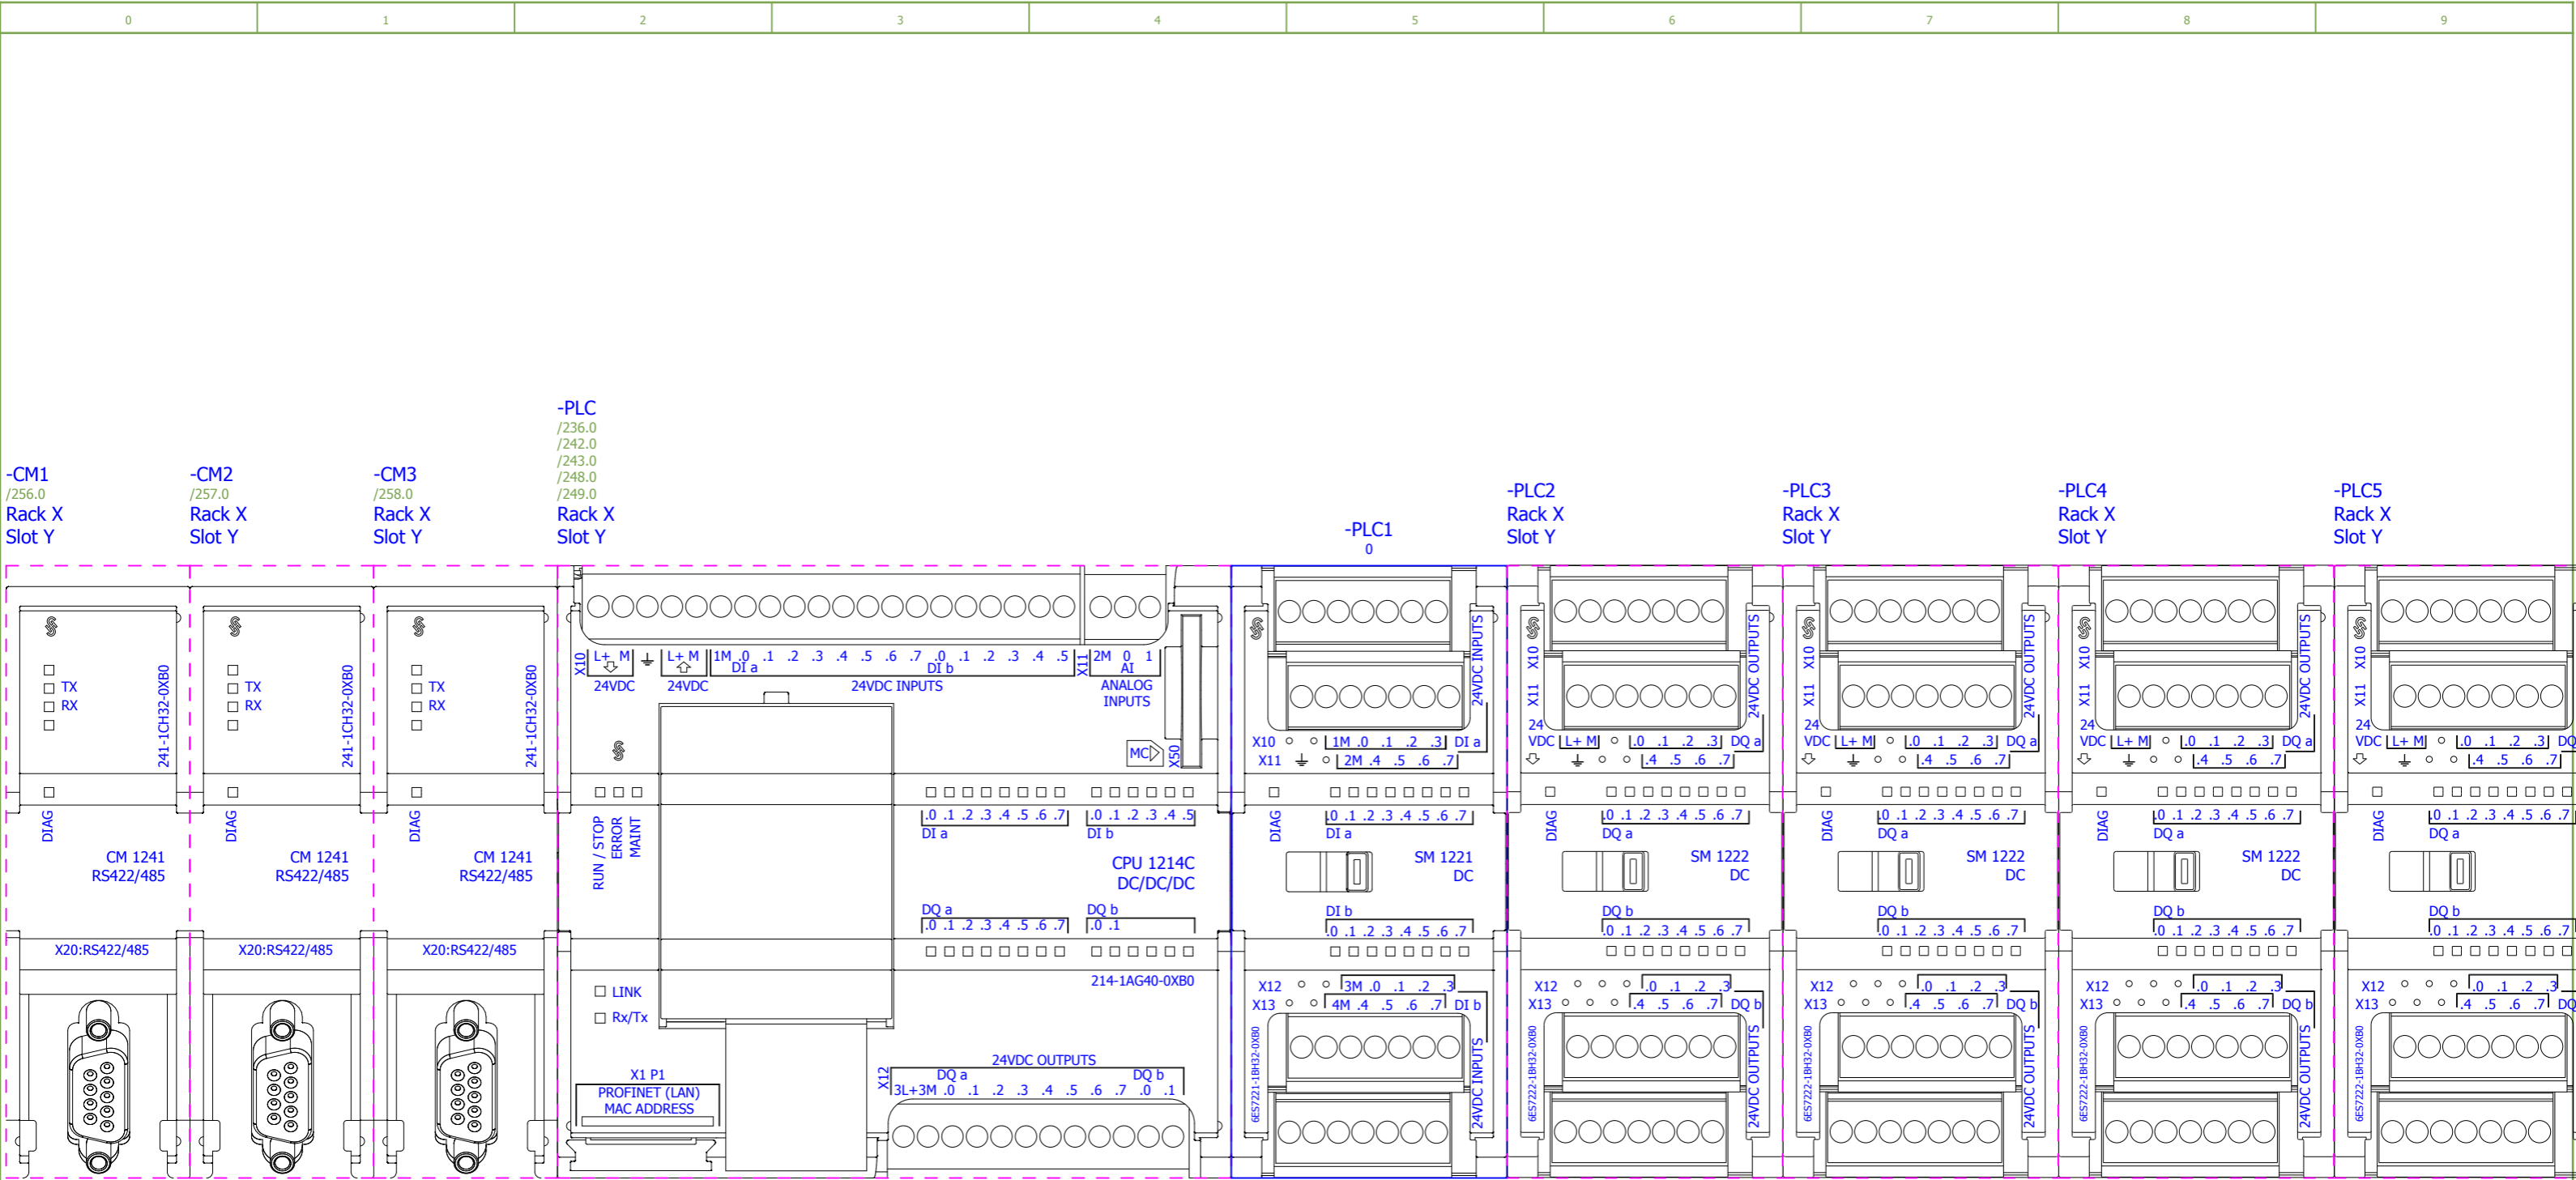 0 1 2 3 4 5 6 7 8 9
-CM1
/256.0
Rack X
Slot Y
-CM2
/257.0
Rack X
Slot Y
-CM3
/258.0
Rack X
Slot Y
-PLC
/236.0
/242.0
/243.0
/248.0
/249.0
Rack X
Slot Y
-PLC1
0
-PLC2
Rack X
Slot Y
-PLC3
Rack X
Slot Y
-PLC4
Rack X
Slot Y
-PLC5
Rack X
Slot Y
TX
RX
241-1CH32-0XB0
DIAG
CM 1241
RS422/485
X20:RS422/485
TX
RX
241-1CH32-0XB0
DIAG
CM 1241
RS422/485
X20:RS422/485
TX
RX
241-1CH32-0XB0
DIAG
CM 1241
RS422/485
X20:RS422/485
X10 L+ M L+ M 1M .0 .1 .2 .3 .4 .5 .6 .7 .0 .1 .2 .3 .4 .5 X11 2M 0 1
DI a DI b AI
24VDC 24VDC 24VDC INPUTS ANALOG
INPUTS
MC X50
RUN / STOP
ERROR
MAINT
.0 .1 .2 .3 .4 .5 .6 .7 .0 .1 .2 .3 .4 .5
DI a DI b
CPU 1214C
DC/DC/DC
DQ a DQ b
.0 .1 .2 .3 .4 .5 .6 .7 .0 .1
214-1AG40-0XB0
LINK
Rx/Tx
X1 P1
PROFINET (LAN)
MAC ADDRESS
24VDC OUTPUTS
X12 DQ a DQ b
3L+3M .0 .1 .2 .3 .4 .5 .6 .7 .0 .1
24VDC INPUTS
X10 1M .0 .1 .2 .3 DI a
X11 2M .4 .5 .6 .7
DIAG
.0 .1 .2 .3 .4 .5 .6 .7
DI a
SM 1221
DC
DI b
.0 .1 .2 .3 .4 .5 .6 .7
X12 3M .0 .1 .2 .3
X13 4M .4 .5 .6 .7 DI b
6ES7221-1BH32-0XB0
24VDC INPUTS
X10
X11
24VDC OUTPUTS
24
VDC L+ M .0 .1 .2 .3 DQ a
.4 .5 .6 .7
DIAG
.0 .1 .2 .3 .4 .5 .6 .7
DQ a
SM 1222
DC
DQ b
.0 .1 .2 .3 .4 .5 .6 .7
X12 .0 .1 .2 .3
X13 .4 .5 .6 .7 DQ b
6ES7222-1BH32-0XB0
24VDC OUTPUTS
X10
X11
24VDC OUTPUTS
24
VDC L+ M .0 .1 .2 .3 DQ a
.4 .5 .6 .7
DIAG
.0 .1 .2 .3 .4 .5 .6 .7
DQ a
SM 1222
DC
DQ b
.0 .1 .2 .3 .4 .5 .6 .7
X12 .0 .1 .2 .3
X13 .4 .5 .6 .7 DQ b
6ES7222-1BH32-0XB0
24VDC OUTPUTS
X10
X11
24VDC OUTPUTS
24
VDC L+ M .0 .1 .2 .3 DQ a
.4 .5 .6 .7
DIAG
.0 .1 .2 .3 .4 .5 .6 .7
DQ a
SM 1222
DC
DQ b
.0 .1 .2 .3 .4 .5 .6 .7
X12 .0 .1 .2 .3
X13 .4 .5 .6 .7 DQ b
6ES7222-1BH32-0XB0
24VDC OUTPUTS
X10
X11
24
VDC L+ M .0 .1 .2 .3 DQ
.4 .5 .6 .7
DIAG
.0 .1 .2 .3 .4 .5 .6 .7
DQ a
DQ b
.0 .1 .2 .3 .4 .5 .6 .7
X12 .0 .1 .2 .3
X13 .4 .5 .6 .7 DQ
6ES7222-1BH32-0XB0